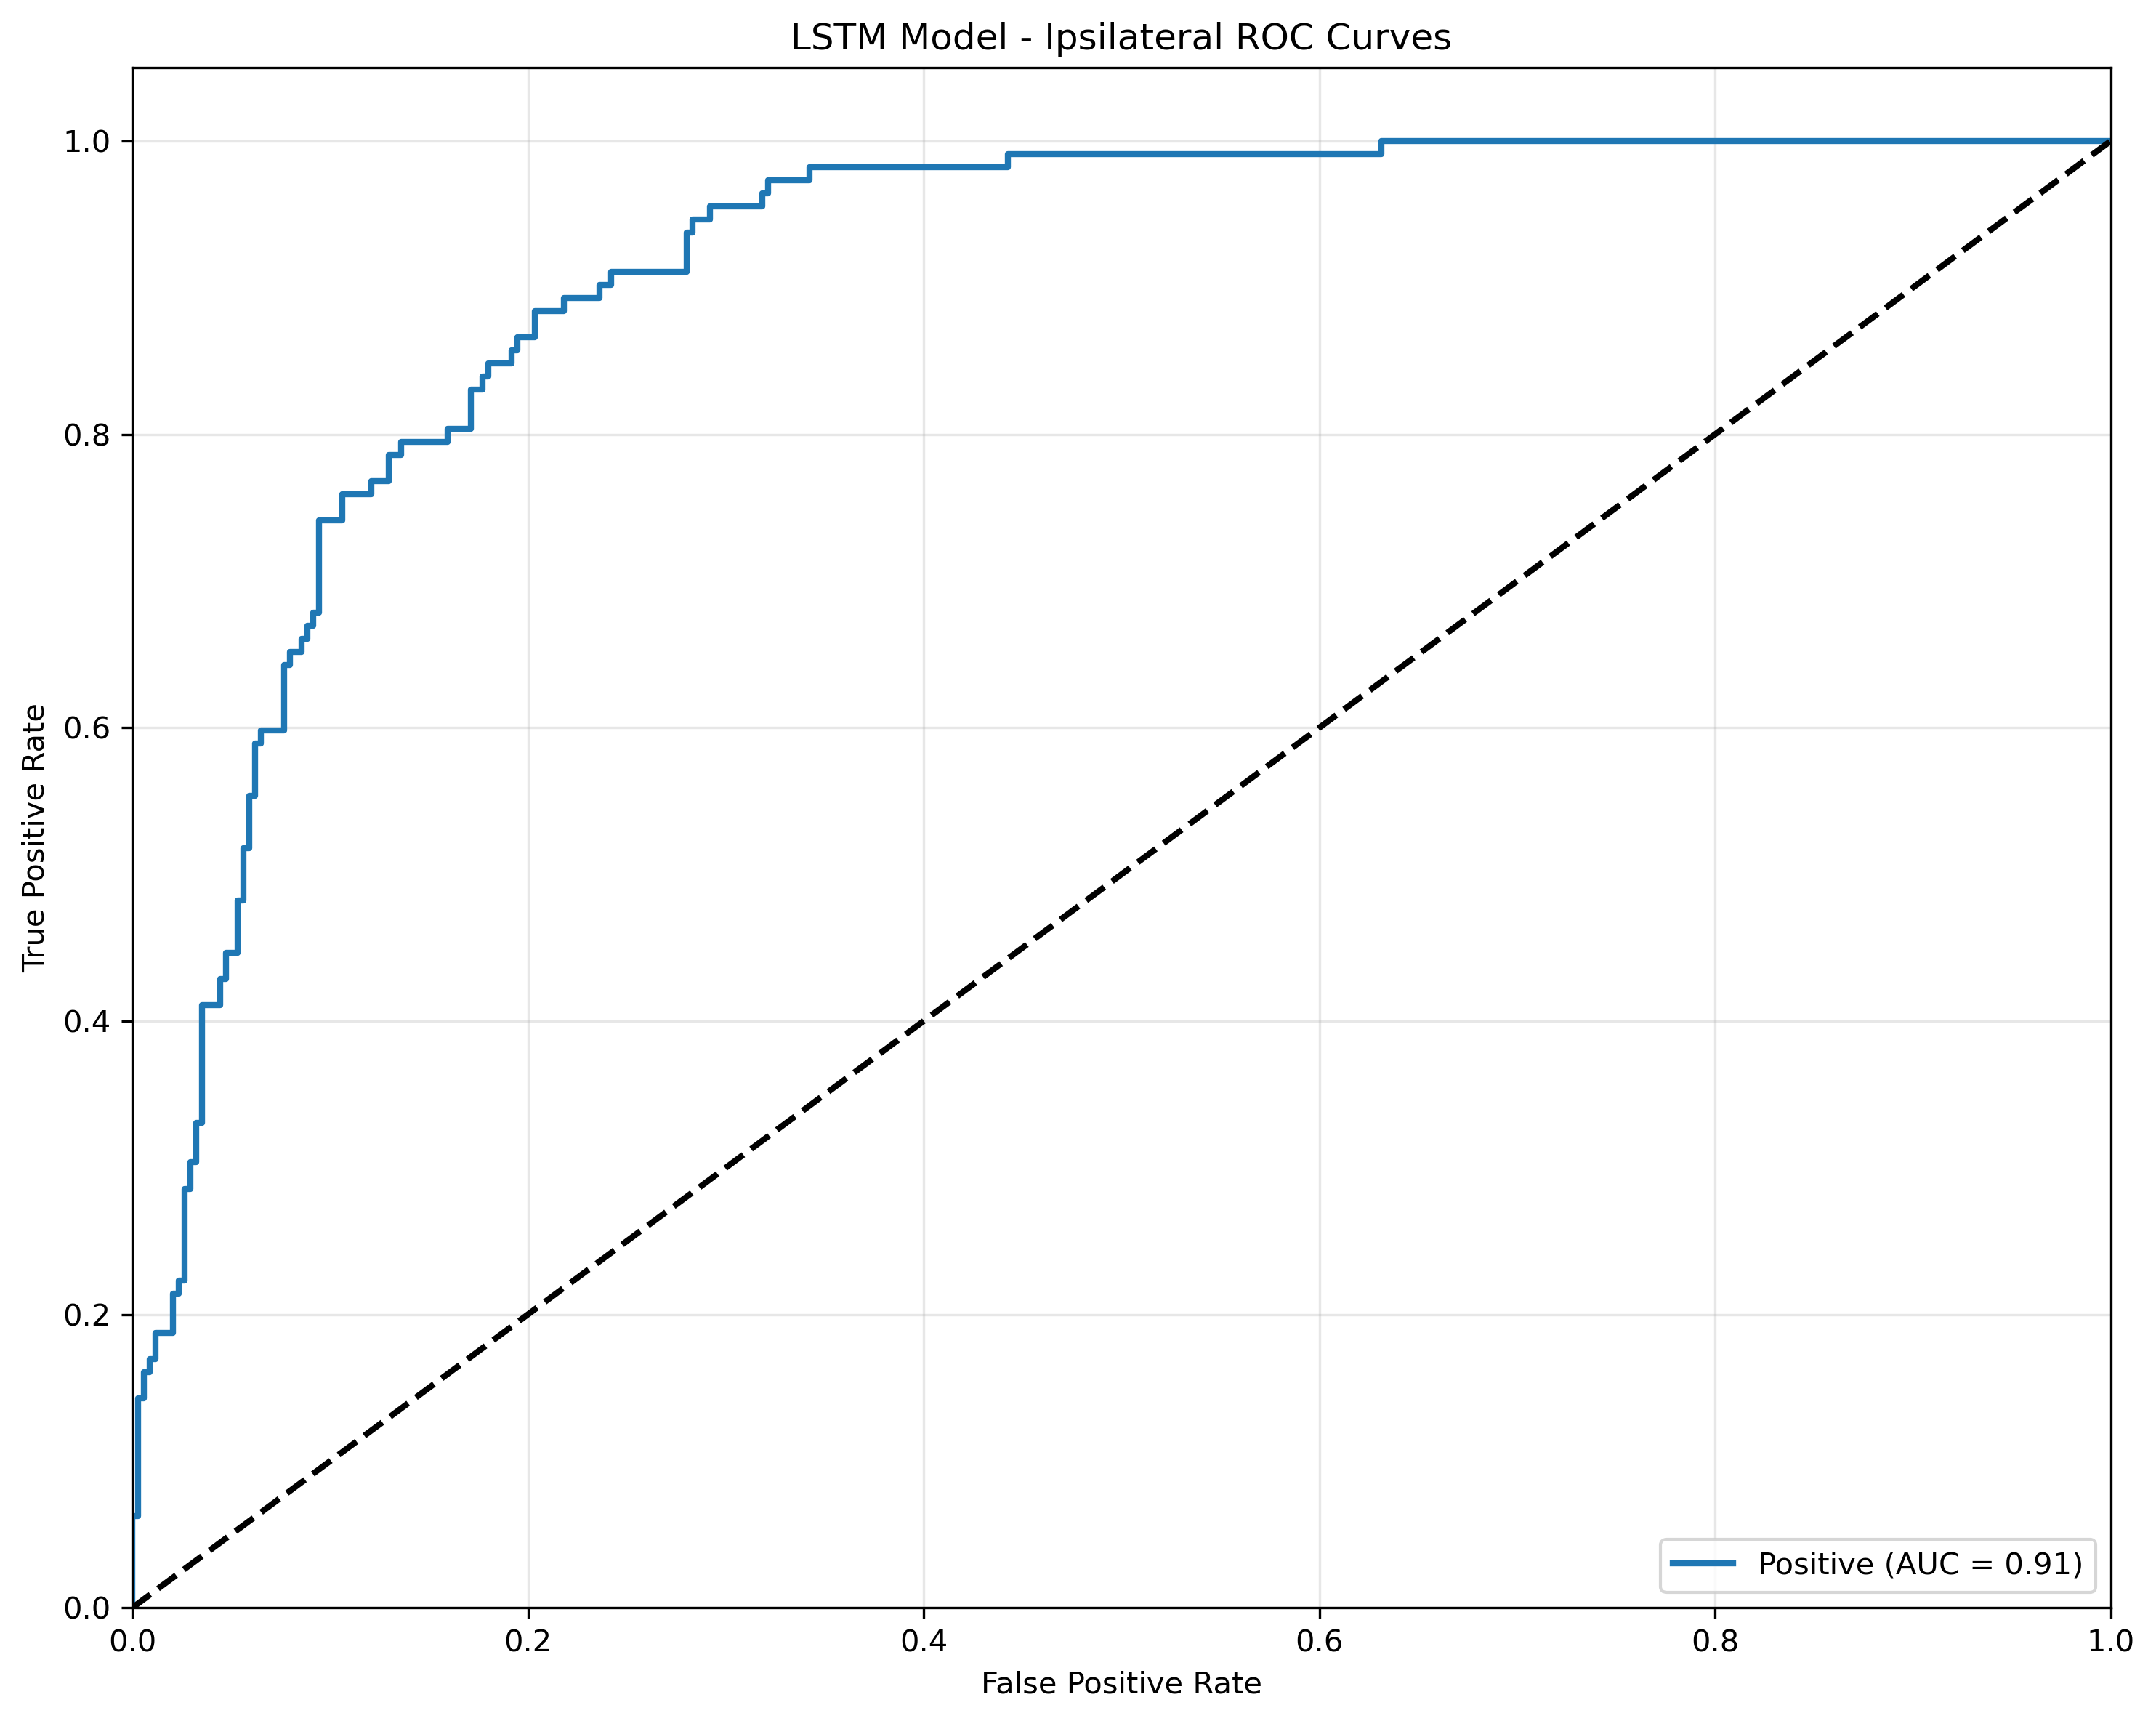 LSTM Model - Ipsilateral ROC Curves
1.0
0.8
0.6
0.4
0.2
0.0
True Positive Rate
0.0 0.2 0.4 0.6 0.8 1.0
False Positive Rate
Positive (AUC = 0.91)